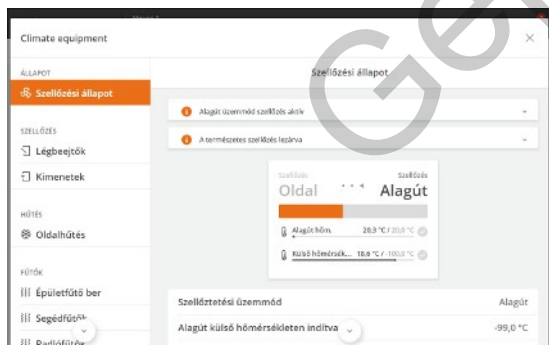 Climate equipment
ÁLLAPOT
Szellőzési állapot
SZELLŐZÉS
Légbeejtők
Kimenetek
HŰTÉS
Oldalhűtés
FŰTŐK
Épületfűtő ber
Segédfűtők
Radlófűtők
Szellőzési állapot
Alagút üzemmód szellőzés aktív
A természetes szellőzés lezárva
Szellőzés
Oldal
Szellőzés
Alagút
Alagút hőm. 20,3 °C / 20,0 °C
Külső hőmérsék... 18,6 °C / -100,0 °C
Szellőztetési üzemmód Alagút
Alagút külső hőmérsékleten indítva -99,0 °C